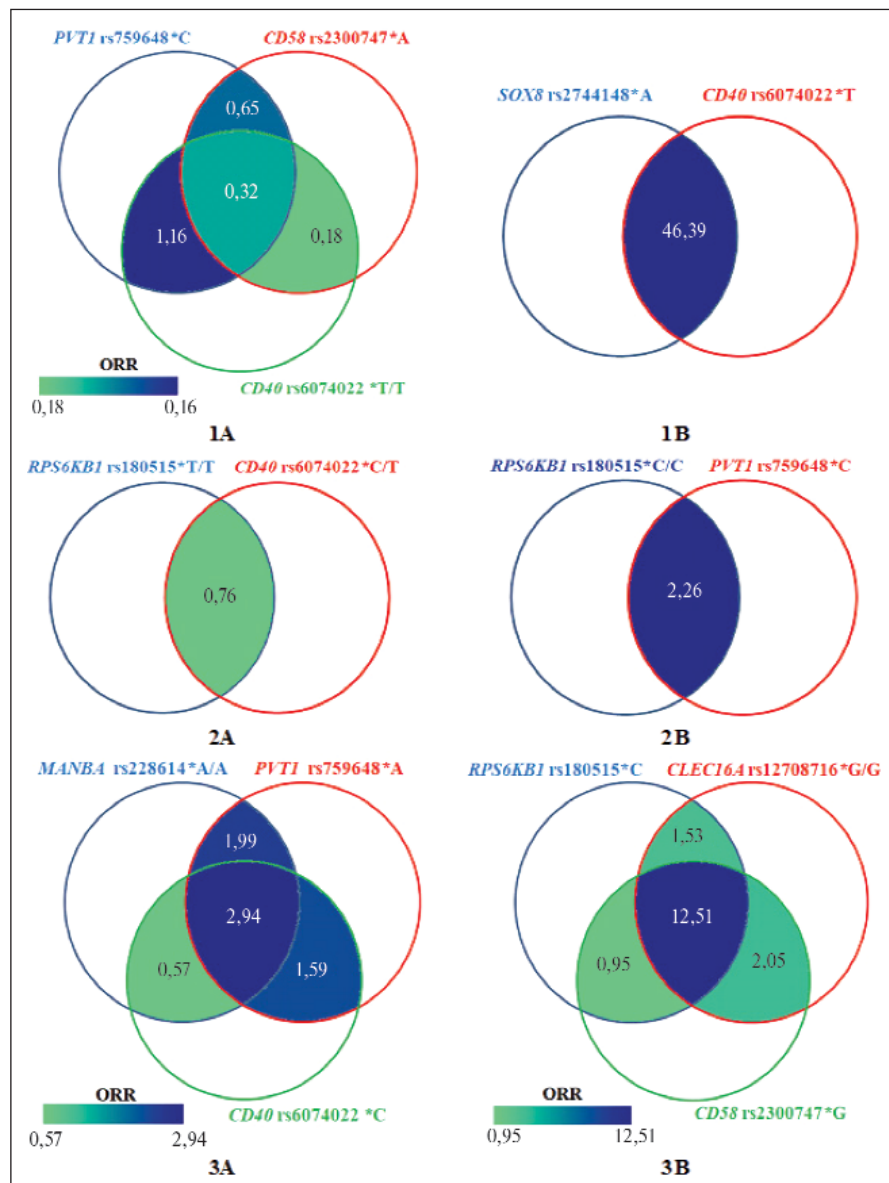 PVT1 rs759648*C
CD58 rs2300747*A
0,65
0,32
1,16
0,18
ORR
0,18
0,16
CD40 rs6074022 *T/T
1A
SOX8 rs2744148*A
CD40 rs6074022*T
46,39
1B
RPS6KB1 rs180515*T/T
CD40 rs6074022*C/T
0,76
2A
RPS6KB1 rs180515*C/C
PVT1 rs759648*C
2,26
2B
MANBA rs228614*A/A
PVT1 rs759648*A
1,99
2,94
0,57
1,59
ORR
0,57
2,94
CD40 rs6074022 *C
3A
RPS6KB1 rs180515*C
CLEC16A rs12708716*G/G
1,53
12,51
0,95
2,05
ORR
0,95
12,51
CD58 rs2300747*G
3B